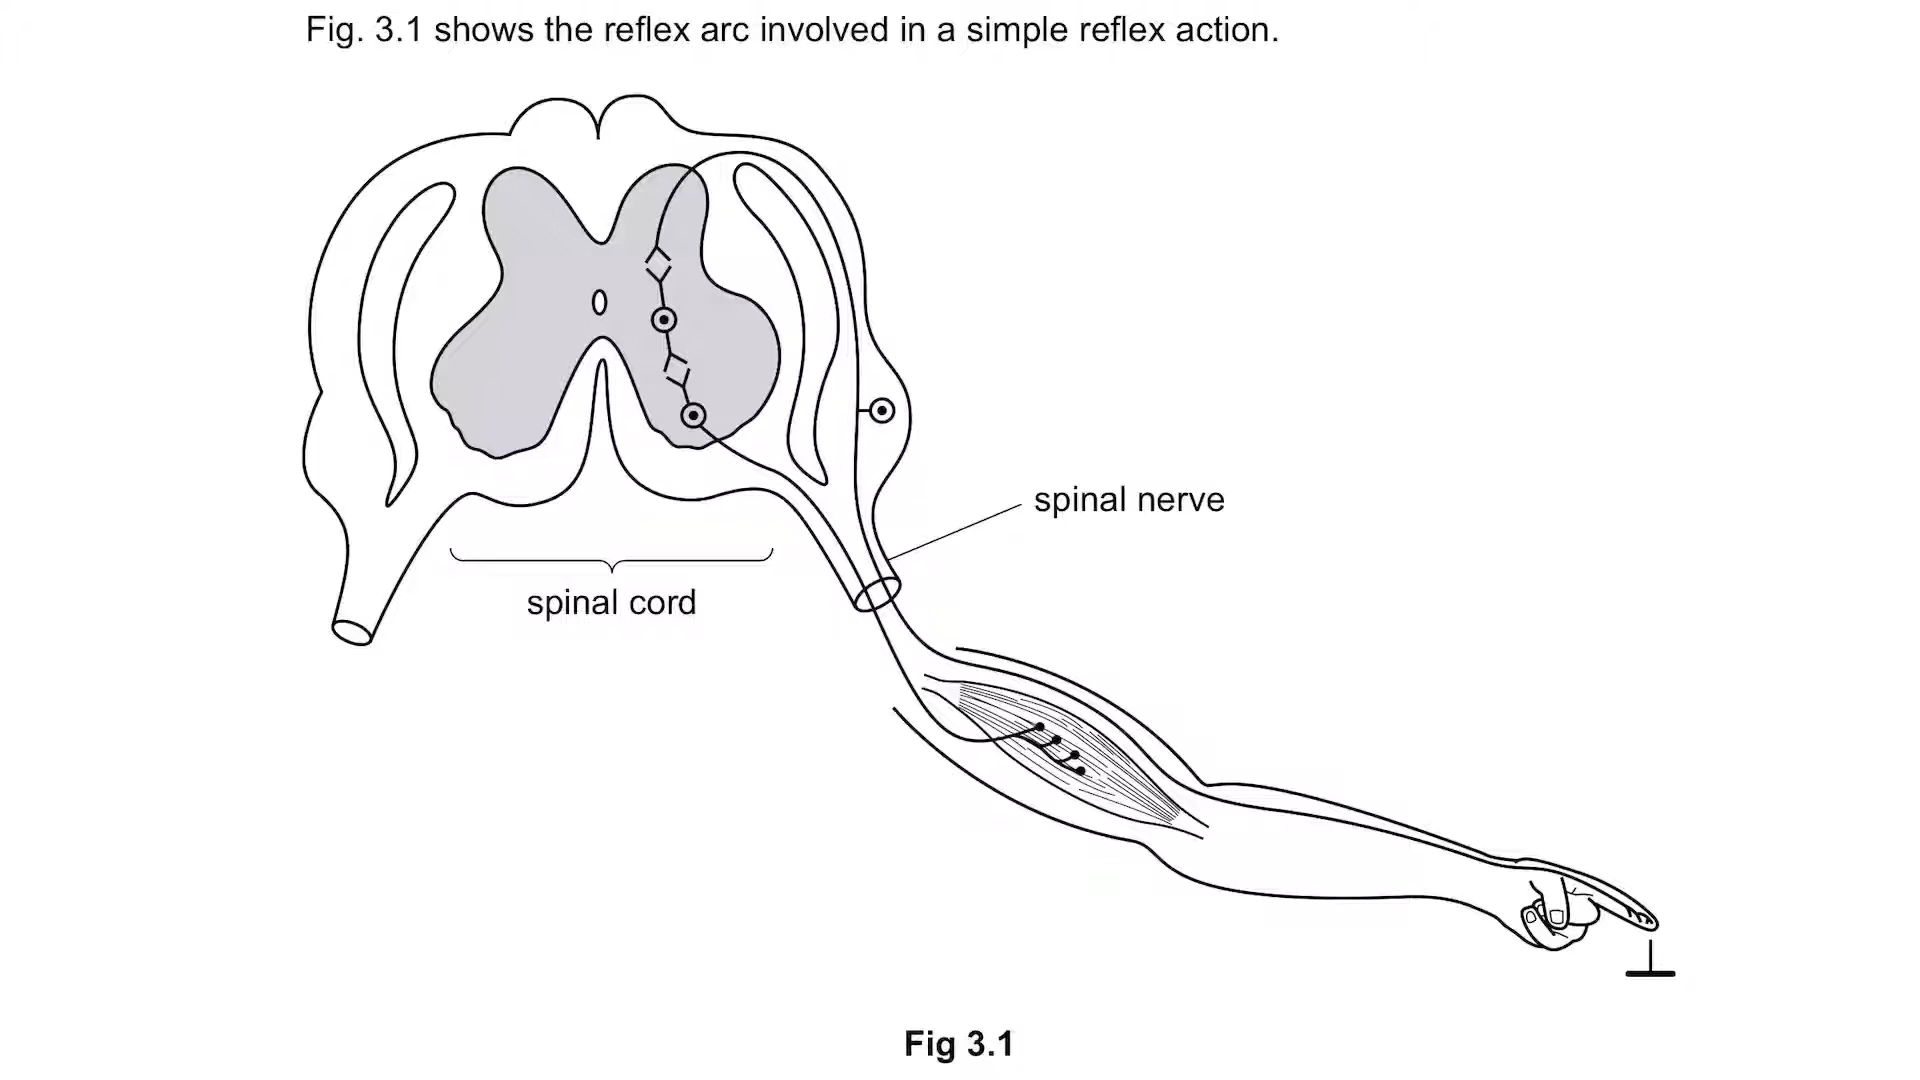 Fig. 3.1 shows the reflex arc involved in a simple reflex action.
spinal nerve
spinal cord
Fig 3.1